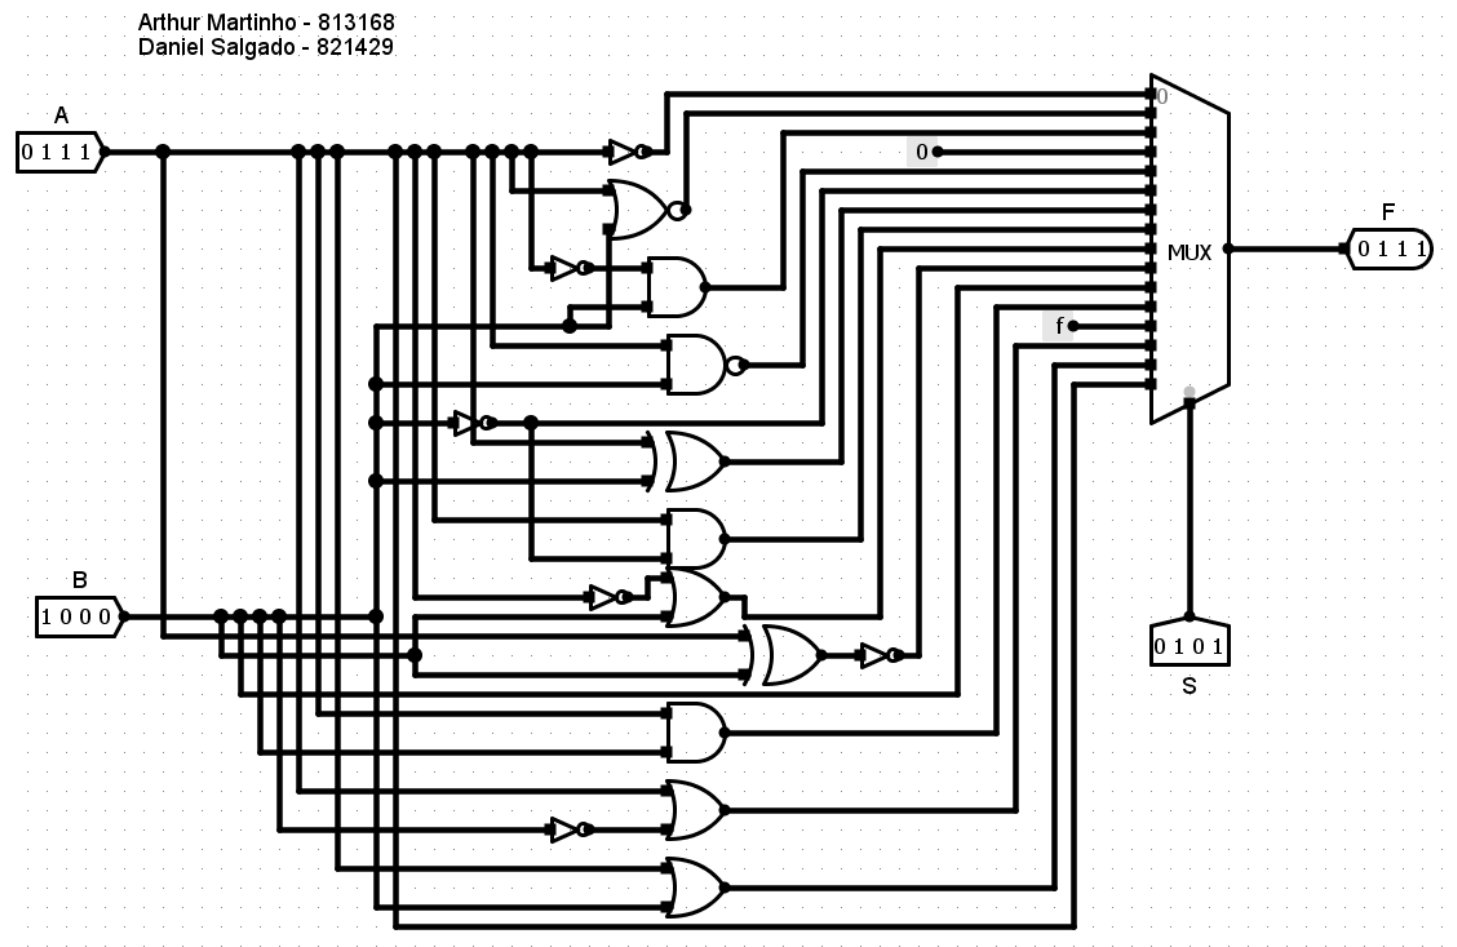 Arthur Martinho - 813168
Daniel Salgado - 821429
A
0 1 1 1
0
0
F
0 1 1 1
MUX
f
B
1 0 0 0
0 1 0 1
S